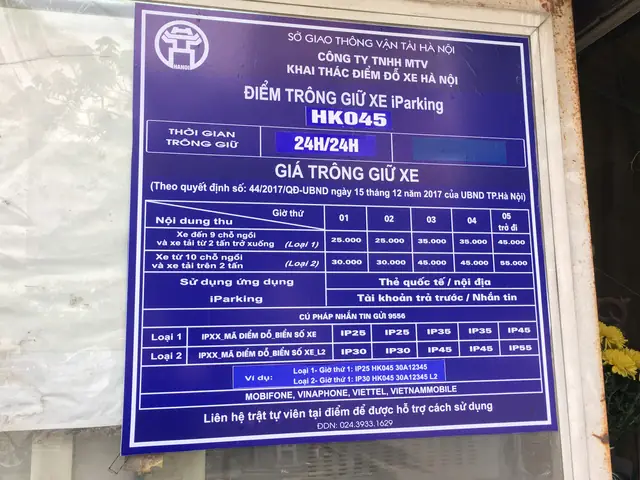 HANOI
SỞ GIAO THÔNG VẬN TẢI HÀ NỘI
CÔNG TY TNHH MTV
KHAI THÁC ĐIỂM ĐỖ XE HÀ NỘI
ĐIỂM TRÔNG GIỮ XE iParking
HK045
THỜI GIAN
TRÔNG GIỮ
24H/24H
GIÁ TRÔNG GIỮ XE
(Theo quyết định số: 44/2017/QĐ-UBND ngày 15 tháng 12 năm 2017 của UBND TP.Hà Nội)
Giờ thứ
Nội dung thu
01 02 03 04 05 trở đi
Xe đến 9 chỗ ngồi
và xe tải từ 2 tấn trở xuống (Loại 1) 25.000 25.000 35.000 35.000 45.000
Xe từ 10 chỗ ngồi
và xe tải trên 2 tấn (Loại 2) 30.000 30.000 45.000 45.000 55.000
Sử dụng ứng dụng
iParking
Thẻ quốc tế / nội địa
Tài khoản trả trước / Nhắn tin
CÚ PHÁP NHẮN TIN GỬI 9556
Loại 1 IPXX_MÃ ĐIỂM ĐỖ_BIỂN SỐ XE IP25 IP25 IP35 IP35 IP45
Loại 2 IPXX_MÃ ĐIỂM ĐỖ_BIỂN SỐ XE_L2 IP30 IP30 IP45 IP45 IP55
Ví dụ:
Loại 1- Giờ thứ 1: IP25 HK045 30A12345
Loại 2- Giờ thứ 1: IP30 HK045 30A12345 L2
MOBIFONE, VINAPHONE, VIETTEL, VIETNAMMOBILE
Liên hệ trật tự viên tại điểm để được hỗ trợ cách sử dụng
ĐDN: 024.3933.1629